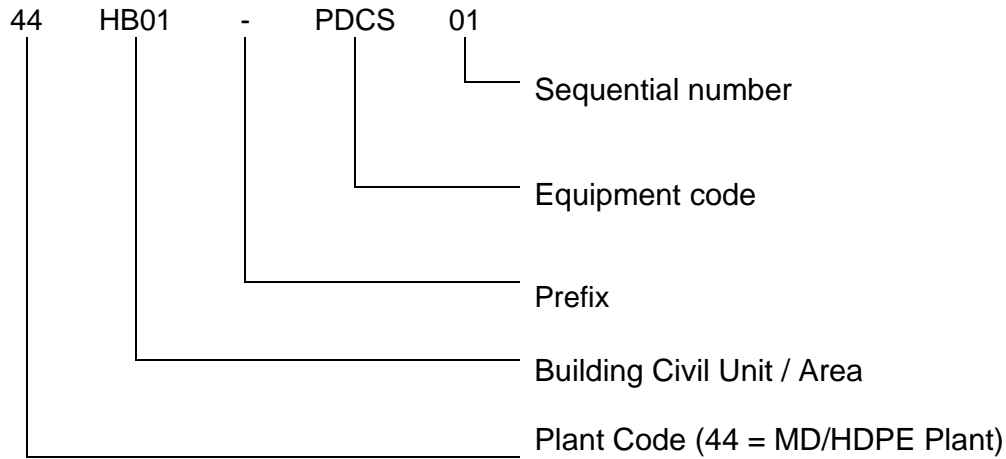 44 HB01 - PDCS 01
Sequential number
Equipment code
Prefix
Building Civil Unit / Area
Plant Code (44 = MD/HDPE Plant)